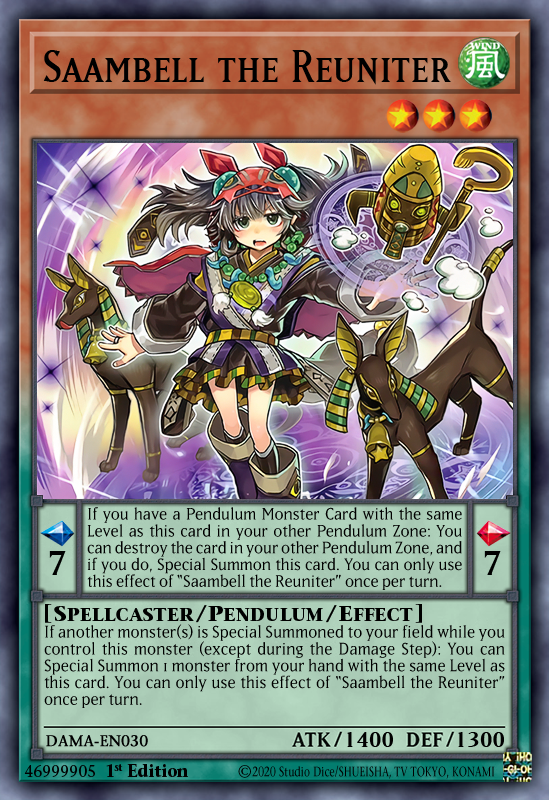 SAAMBELL THE REUNITER
WIND
風
If you have a Pendulum Monster Card with the same
Level as this card in your other Pendulum Zone: You
can destroy the card in your other Pendulum Zone, and
if you do, Special Summon this card. You can only use
this effect of "Saambell the Reuniter" once per turn.
7
7
[SPELLCASTER/PENDULUM/EFFECT]
If another monster(s) is Special Summoned to your field while you
control this monster (except during the Damage Step): You can
Special Summon 1 monster from your hand with the same Level as
this card. You can only use this effect of "Saambell the Reuniter"
once per turn.
DAMA-EN030
ATK/1400 DEF/1300
46999905
1st Edition
©2020 Studio Dice/SHUEISHA, TV TOKYO, KONAMI